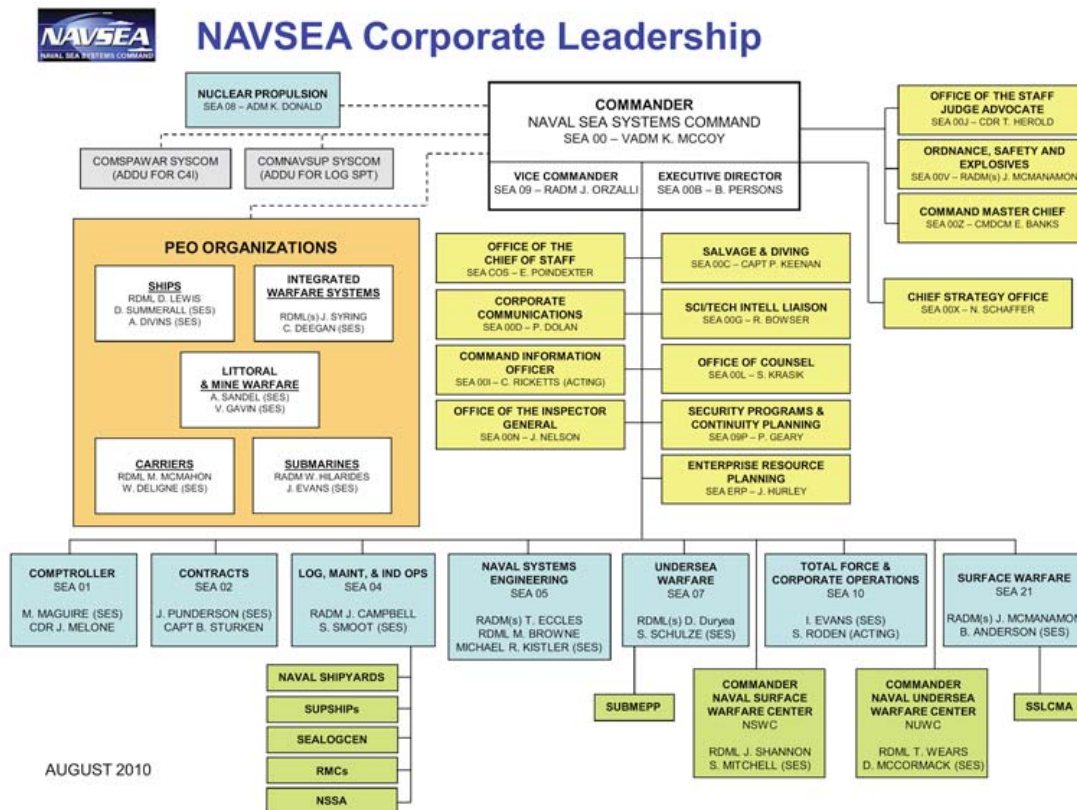 NAVSEA
NAVAL SEA SYSTEMS COMMAND
NAVSEA Corporate Leadership
NUCLEAR PROPULSION
SEA 08 – ADM K. DONALD
COMMANDER
NAVAL SEA SYSTEMS COMMAND
SEA 00 – VADM K. MCCOY
VICE COMMANDER
SEA 09 – RADM J. ORZALLI
EXECUTIVE DIRECTOR
SEA 00B – B. PERSONS
OFFICE OF THE STAFF
JUDGE ADVOCATE
SEA 00J – CDR T. HEROLD
ORDNANCE, SAFETY AND
EXPLOSIVES
SEA 00V – RADM(s) J. MCMANAMON
COMMAND MASTER CHIEF
SEA 00Z – CMDCM E. BANKS
COMSPAWAR SYSCOM
(ADDU FOR C4I)
COMNAVSUP SYSCOM
(ADDU FOR LOG SPT)
PEO ORGANIZATIONS
SHIPS
RDML D. LEWIS
D. SUMMERALL (SES)
A. DIVINS (SES)
INTEGRATED
WARFARE SYSTEMS
RDML(s) J. SYRING
C. DEEGAN (SES)
LITTORAL
& MINE WARFARE
A. SANDEL (SES)
V. GAVIN (SES)
CARRIERS
RDML M. MCMAHON
W. DELIGNE (SES)
SUBMARINES
RADM W. HILARIDES
J. EVANS (SES)
OFFICE OF THE
CHIEF OF STAFF
SEA COS – E. POINDEXTER
CORPORATE
COMMUNICATIONS
SEA 00D – P. DOLAN
COMMAND INFORMATION
OFFICER
SEA 00I – C. RICKETTS (ACTING)
OFFICE OF THE INSPECTOR
GENERAL
SEA 00N – J. NELSON
SALVAGE & DIVING
SEA 00C – CAPT P. KEENAN
SCI/TECH INTELL LIAISON
SEA 00G – R. BOWSER
OFFICE OF COUNSEL
SEA 00L – S. KRASIK
SECURITY PROGRAMS &
CONTINUITY PLANNING
SEA 09P – P. GEARY
ENTERPRISE RESOURCE
PLANNING
SEA ERP – J. HURLEY
CHIEF STRATEGY OFFICE
SEA 00X – N. SCHAFFER
COMPTROLLER
SEA 01
M. MAGUIRE (SES)
CDR J. MELONE
CONTRACTS
SEA 02
J. PUNDERSON (SES)
CAPT B. STURKEN
LOG, MAINT, & IND OPS
SEA 04
RADM J. CAMPBELL
S. SMOOT (SES)
NAVAL SYSTEMS
ENGINEERING
SEA 05
RADM(s) T. ECCLES
RDML M. BROWNE
MICHAEL R. KISTLER (SES)
UNDERSEA
WARFARE
SEA 07
RDML(s) D. Duryea
S. SCHULZE (SES)
TOTAL FORCE &
CORPORATE OPERATIONS
SEA 10
I. EVANS (SES)
S. RODEN (ACTING)
SURFACE WARFARE
SEA 21
RADM(s) J. MCMANAMON
B. ANDERSON (SES)
NAVAL SHIPYARDS
SUPSHIPs
SEALOGCEN
RMCs
NSSA
SUBMEPP
COMMANDER
NAVAL SURFACE
WARFARE CENTER
NSWC
RDML J. SHANNON
S. MITCHELL (SES)
COMMANDER
NAVAL UNDERSEA
WARFARE CENTER
NUWC
RDML T. WEARS
D. MCCORMACK (SES)
SSLCMA
AUGUST 2010